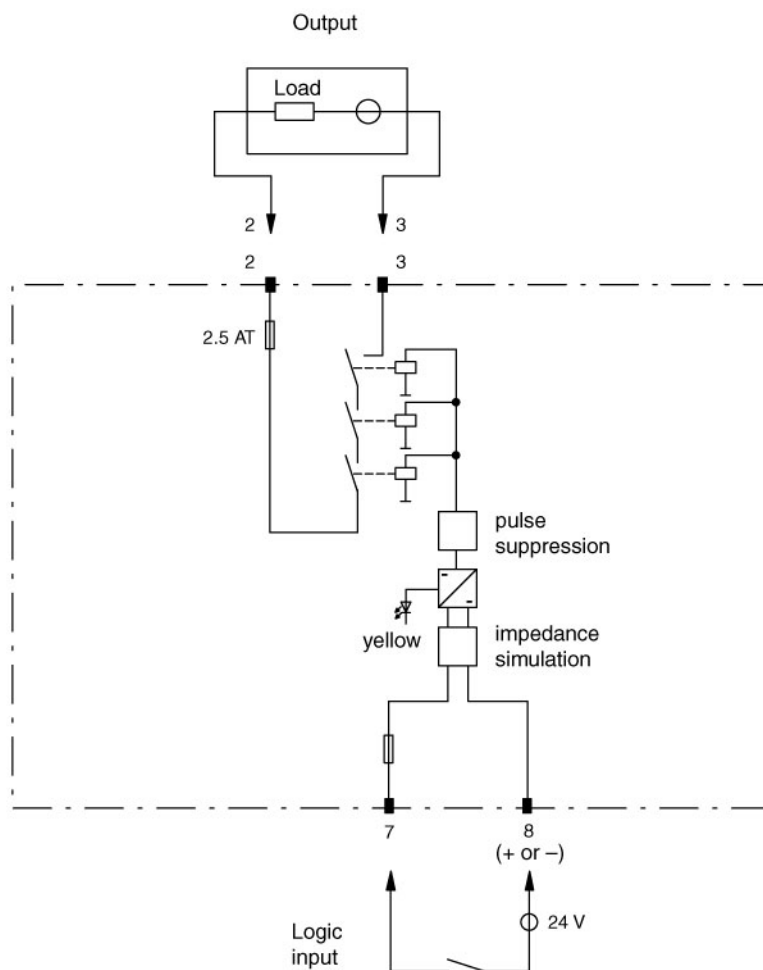 Output
Load
2 3
2 3
2.5 AT
pulse
suppression
yellow
impedance
simulation
7 8
(+ or –)
24 V
Logic
input